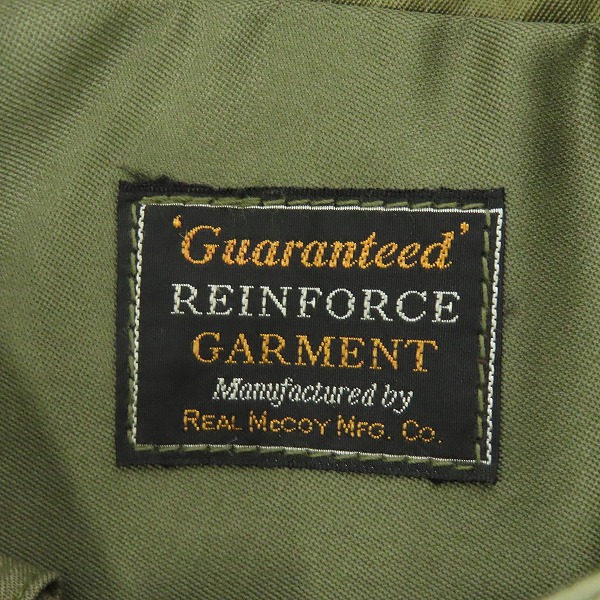 'Guaranteed'
REINFORCE
GARMENT
Manufactured by
REAL MCCOY MFG. CO.